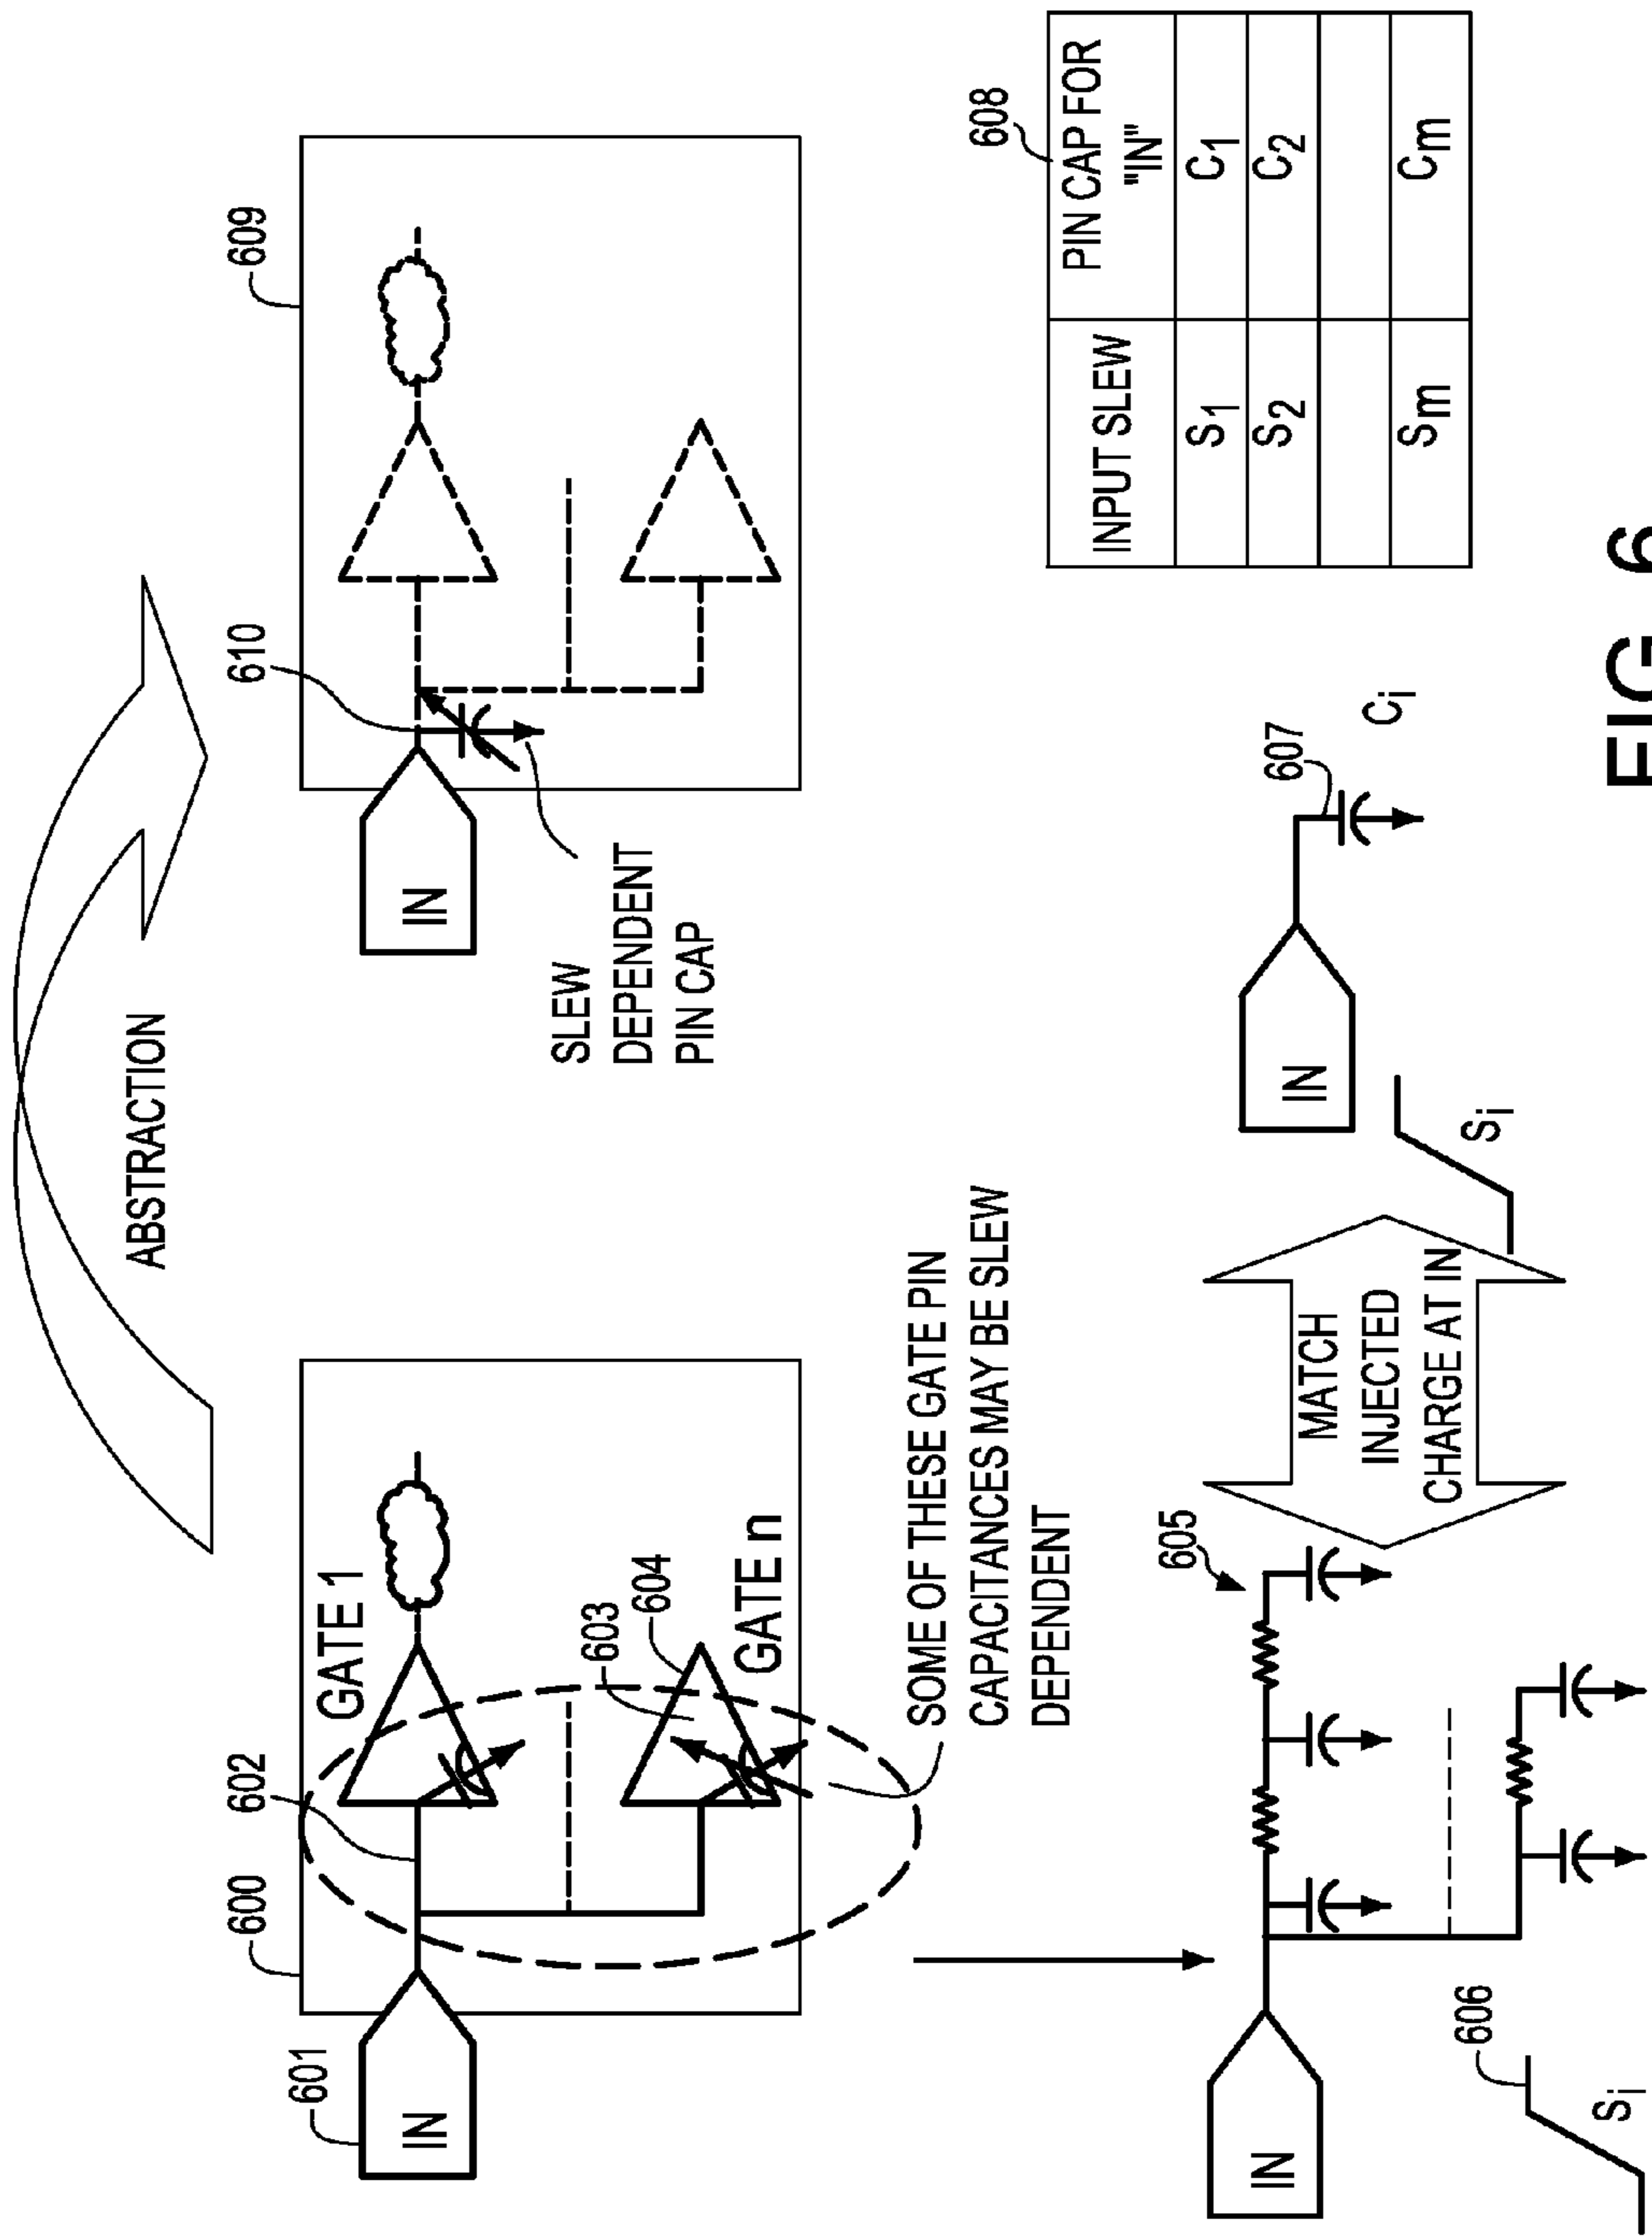 ABSTRACTION
600
601
IN
602
GATE 1
603
604
GATE n
609
610
IN
SLEW
DEPENDENT
PIN CAP
SOME OF THESE GATE PIN
CAPACITANCES MAY BE SLEW
DEPENDENT
605
IN
606
Si
MATCH
INJECTED
CHARGE AT IN
IN
Si
607
Ci
608
INPUT SLEW
PIN CAP FOR
"IN"
S1 C1
S2 C2
Sm Cm
FIG. 6